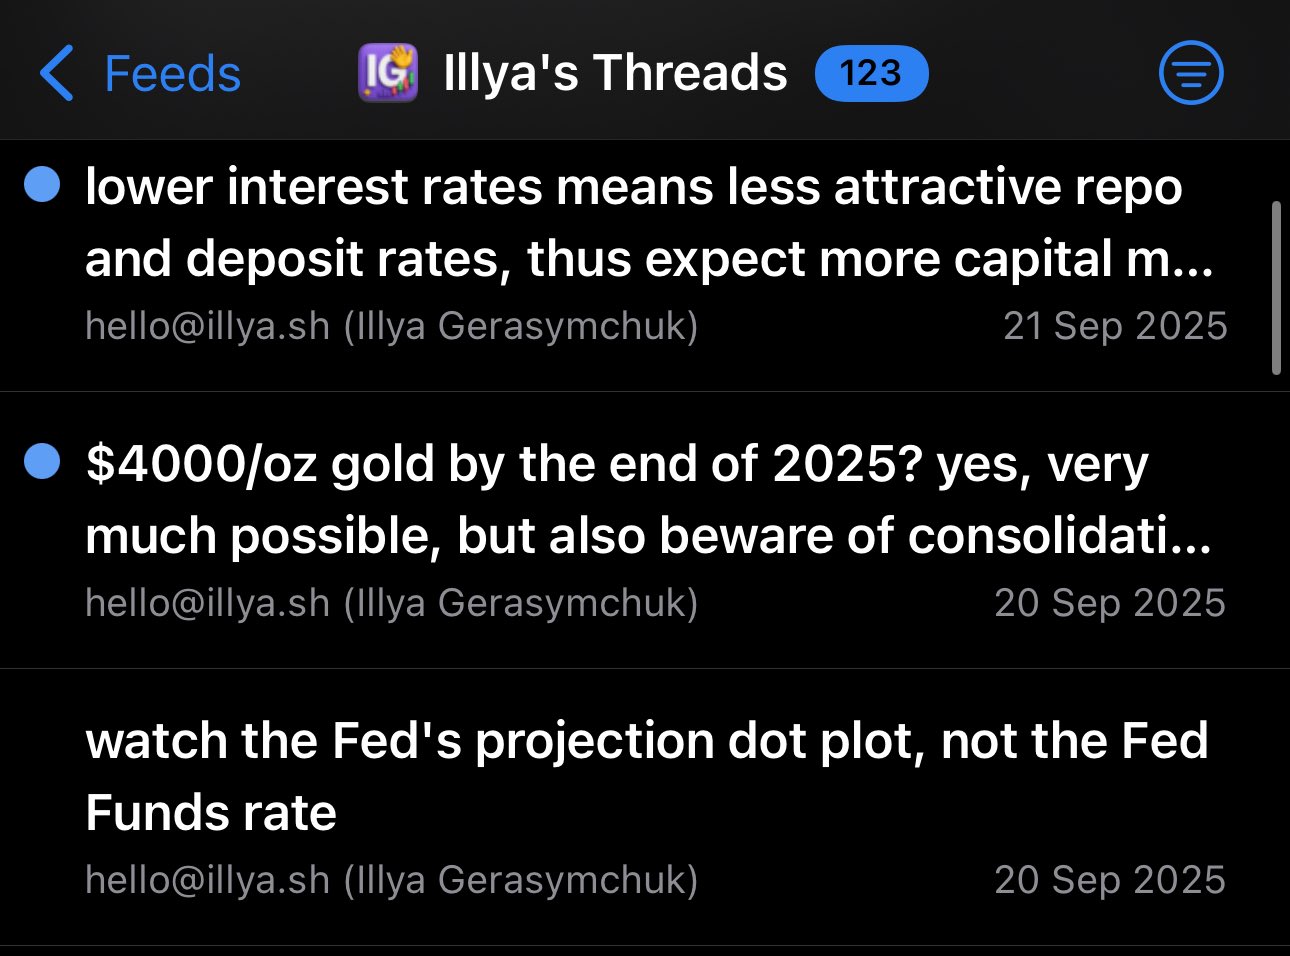 Feeds
IG
Illya's Threads
123
lower interest rates means less attractive repo
and deposit rates, thus expect more capital m...
hello@illya.sh (Illya Gerasymchuk)
21 Sep 2025
$4000/oz gold by the end of 2025? yes, very
much possible, but also beware of consolidati...
hello@illya.sh (Illya Gerasymchuk)
20 Sep 2025
watch the Fed's projection dot plot, not the Fed
Funds rate
hello@illya.sh (Illya Gerasymchuk)
20 Sep 2025